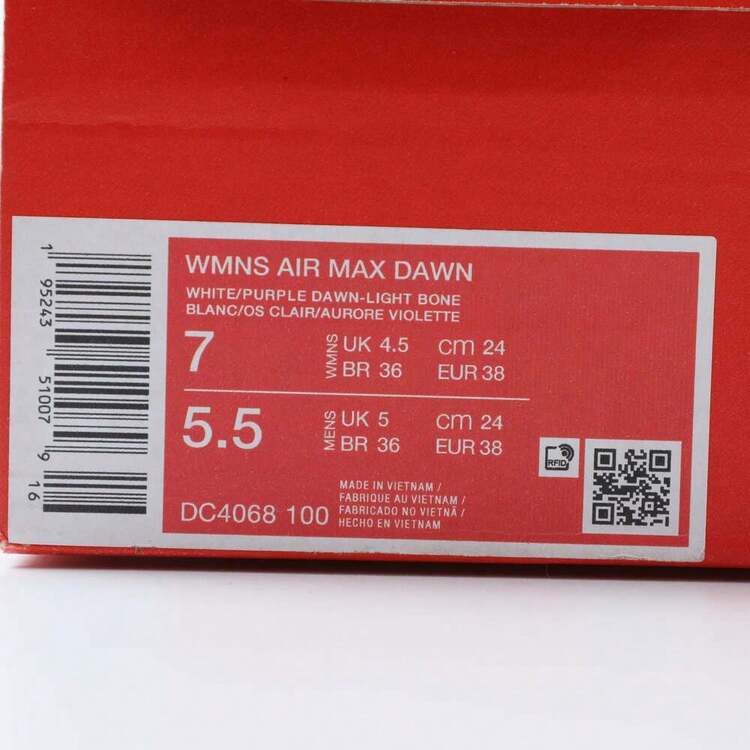 WMNS AIR MAX DAWN
WHITE/PURPLE DAWN-LIGHT BONE
BLANC/OS CLAIR/AURORE VIOLETTE
7 WMNS UK 4.5 cm 24
BR 36 EUR 38
5.5 MENS UK 5 cm 24
BR 36 EUR 38
RFID
DC4068 100
MADE IN VIETNAM /
FABRIQUE AU VIETNAM /
FABRICADO NO VIETNÃ /
HECHO EN VIETNAM
1 95243 51007 9 16